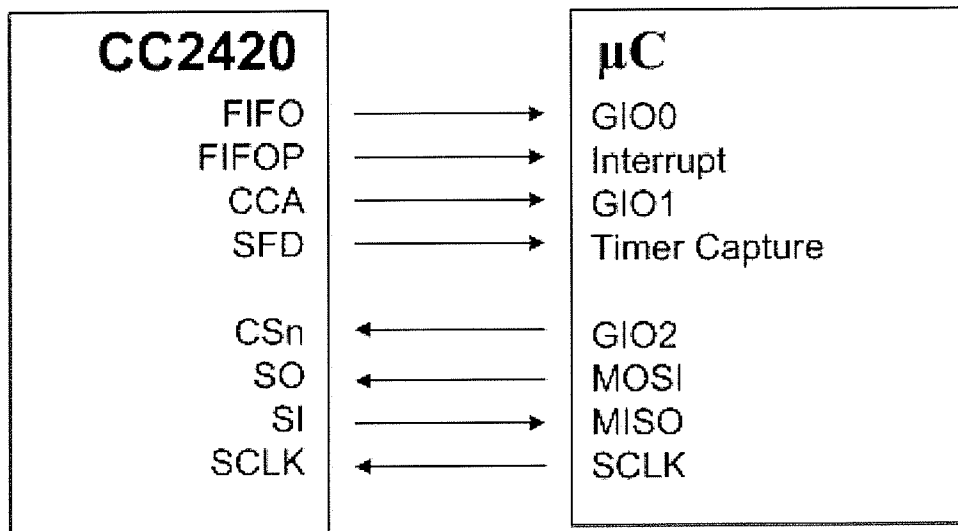 CC2420
FIFO
FIFOP
CCA
SFD
CSn
SO
SI
SCLK
μC
GIO0
Interrupt
GIO1
Timer Capture
GIO2
MOSI
MISO
SCLK